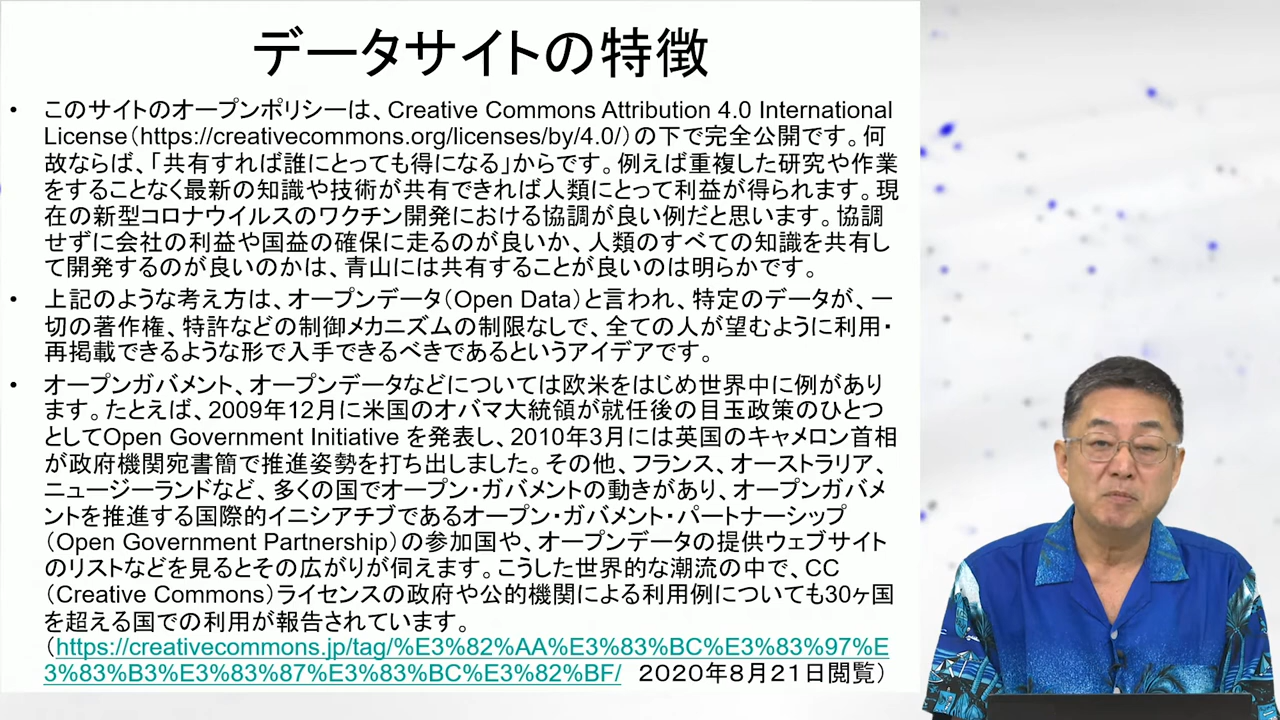 データサイトの特徴
• このサイトのオープンポリシーは、Creative Commons Attribution 4.0 International
License（https://creativecommons.org/licenses/by/4.0/）の下で完全公開です。何
故ならば、「共有すれば誰にとっても得になる」からです。例えば重複した研究や作業
をすることなく最新の知識や技術が共有できれば人類にとって利益が得られます。現
在の新型コロナウイルスのワクチン開発における協調が良い例だと思います。協調
せずに会社の利益や国益の確保に走るのが良いか、人類のすべての知識を共有し
て開発するのが良いのかは、青山には共有することが良いのは明らかです。
• 上記のような考え方は、オープンデータ（Open Data）と言われ、特定のデータが、一
切の著作権、特許などの制御メカニズムの制限なしで、全ての人が望むように利用・
再掲載できるような形で入手できるべきであるというアイデアです。
• オープンガバメント、オープンデータなどについては欧米をはじめ世界中に例があり
ます。たとえば、2009年12月に米国のオバマ大統領が就任後の目玉政策のひとつ
としてOpen Government Initiative を発表し、2010年3月には英国のキャメロン首相
が政府機関宛書簡で推進姿勢を打ち出しました。その他、フランス、オーストラリア、
ニュージーランドなど、多くの国でオープン・ガバメントの動きがあり、オープンガバメ
ントを推進する国際的イニシアチブであるオープン・ガバメント・パートナーシップ
（Open Government Partnership）の参加国や、オープンデータの提供ウェブサイト
のリストなどを見るとその広がりが伺えます。こうした世界的な潮流の中で、CC
（Creative Commons）ライセンスの政府や公的機関による利用例についても30ヶ国
を超える国での利用が報告されています。
（https://creativecommons.jp/tag/%E3%82%AA%E3%83%BC%E3%83%97%E
3%83%B3%E3%83%87%E3%83%BC%E3%82%BF/　２０２０年８月２１日閲覧）